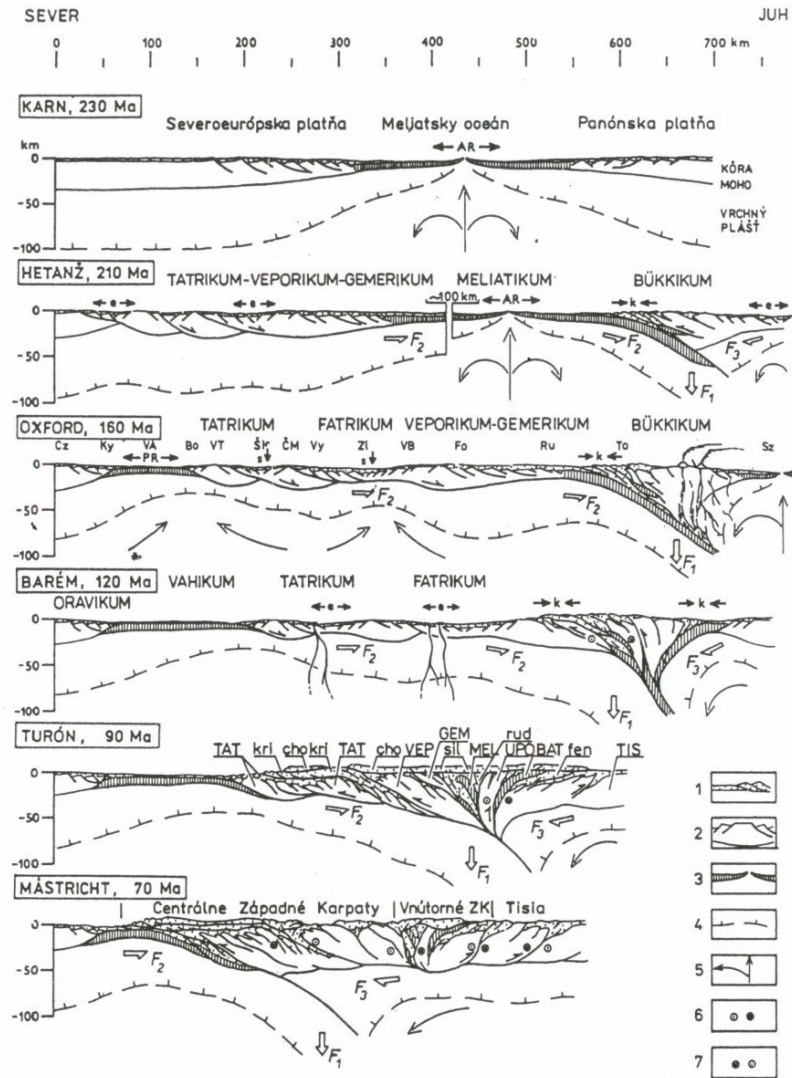 SEVER JUH
0 100 200 300 400 500 600 700 km
KARN, 230 Ma
Severoeurópska platňa Meljatsky oceán Panónska platňa
km
AR
0
-50
-100
KÔRA
MOHO
VRCHNÝ
PLÁŠŤ
HETANŽ, 210 Ma
TATRIKUM-VEPORIKUM-GEMERIKUM MELIATIKUM BÜKKIKUM
e e ~100 km AR k e
0
-50
-100
F2 F2 F3
F1
OXFORD, 160 Ma
TATRIKUM FATRIKUM VEPORIKUM-GEMERIKUM BÜKKIKUM
Cz Ky VA Bo VT Šk ČM Vy Zl VB Fo Ru To Sz
PR s s k
0
-50
-100
F2 F2
F1
BARÉM, 120 Ma
ORAVIKUM VAHIKUM TATRIKUM FATRIKUM
e e k k
0
-50
-100
F2 F2 F3
F1
TURÓN, 90 Ma
GEM rud
TAT kri cho kri TAT cho VEP sil MEL UPO BAT fen TIS
0
-50
-100
F2 F3
F1
MÁSTRICHT, 70 Ma
Centrálne Západné Karpaty Vnútorné ZK Tisia
0
-50
-100
F2 F3
F1
1
2
3
4
5
6
7